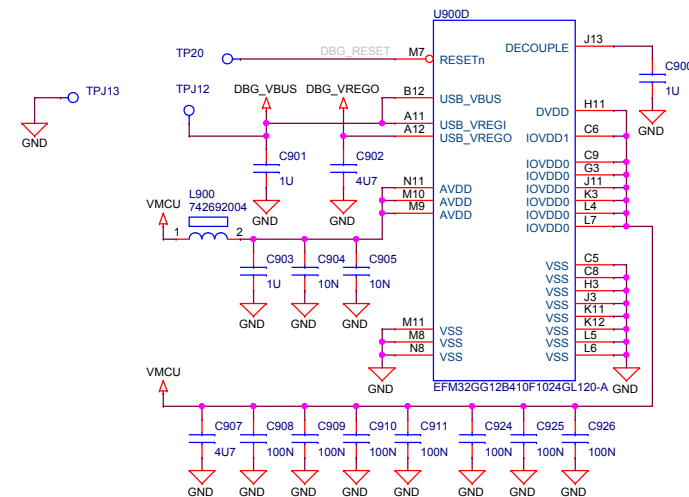 U900D
TP20
DBG_RESET
M7
RESETn
DECOUPLE
J13
TPJ13
TPJ12
DBG_VBUS
DBG_VREGO
C900
1U
GND
GND
B12
USB_VBUS
A11
USB_VREGI
A12
USB_VREGO
DVDD
H11
IOVDD1
C6
C901
1U
GND
C902
4U7
GND
IOVDD0
C9
IOVDD0
G3
IOVDD0
J11
IOVDD0
K3
IOVDD0
L4
IOVDD0
L7
L900
742692004
VMCU
1
2
N11
AVDD
M10
AVDD
M9
AVDD
C903
1U
GND
C904
10N
GND
C905
10N
GND
VSS
C5
VSS
C8
VSS
H3
VSS
J3
VSS
K11
VSS
K12
VSS
L5
VSS
L6
M11
VSS
M8
VSS
N8
VSS
GND
GND
EFM32GG12B410F1024GL120-A
VMCU
C907
4U7
GND
C908
100N
GND
C909
100N
GND
C910
100N
GND
C911
100N
GND
C924
100N
GND
C925
100N
GND
C926
100N
GND